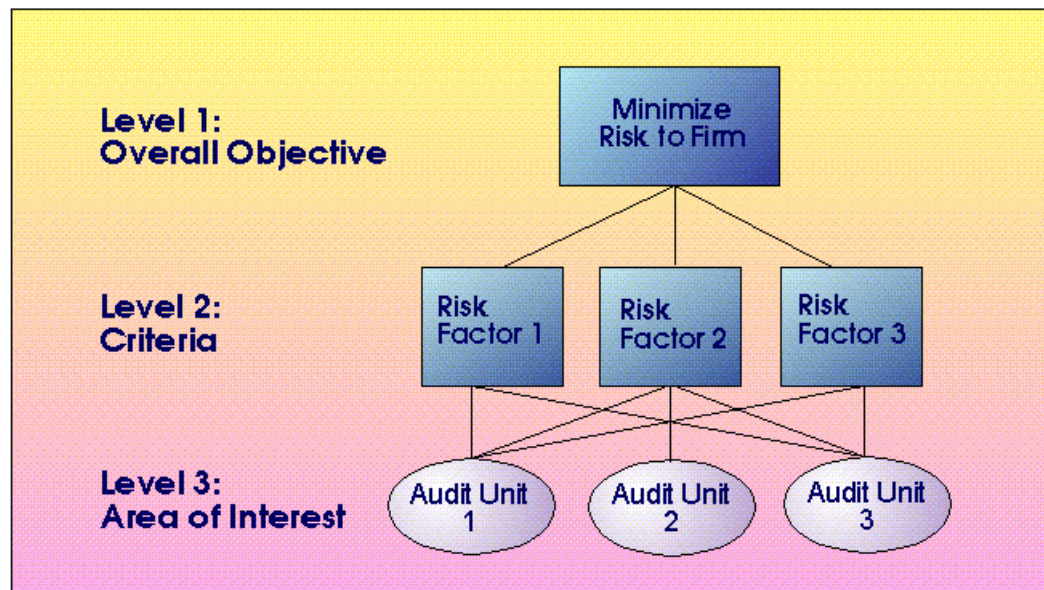 Level 1:
Overall Objective
Minimize
Risk to Firm
Level 2:
Criteria
Risk
Factor 1
Risk
Factor 2
Risk
Factor 3
Level 3:
Area of Interest
Audit Unit
1
Audit Unit
2
Audit Unit
3